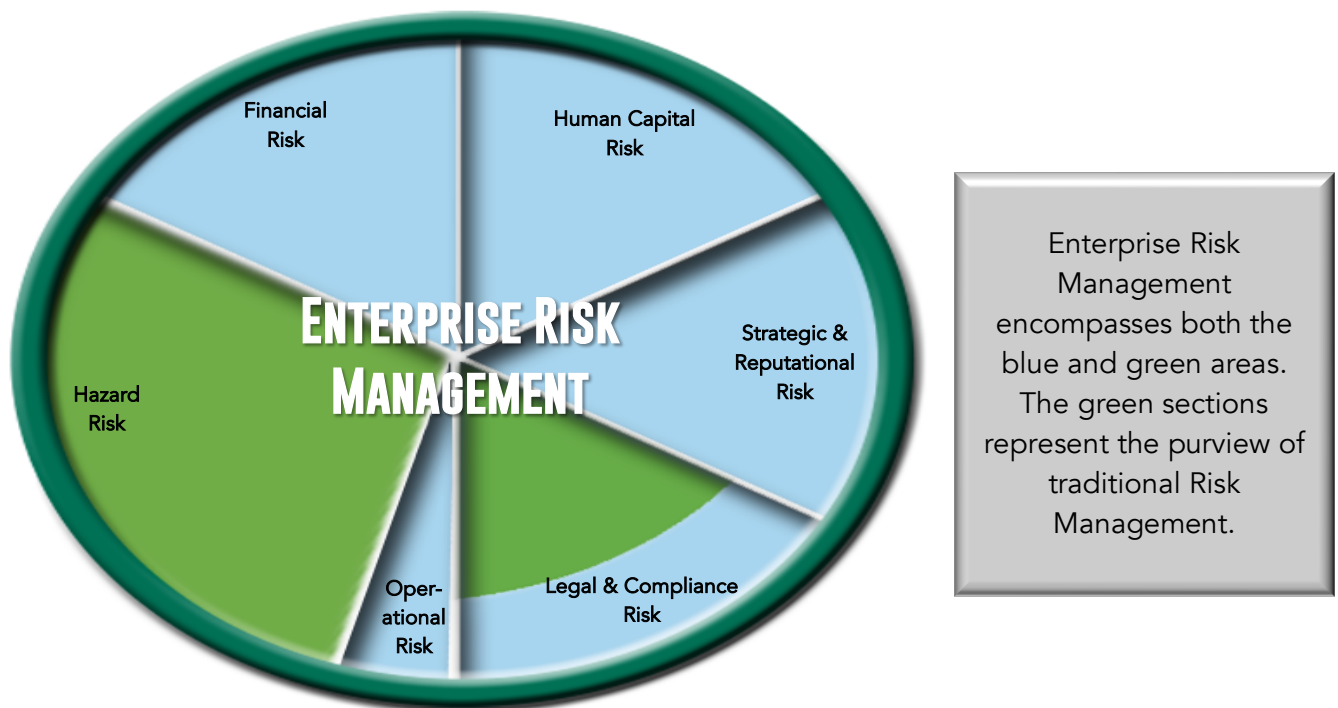 Financial
Risk
Human Capital
Risk
ENTERPRISE RISK
MANAGEMENT
Strategic &
Reputational
Risk
Hazard
Risk
Oper-
ational
Risk
Legal & Compliance
Risk
Enterprise Risk
Management
encompasses both the
blue and green areas.
The green sections
represent the purview of
traditional Risk
Management.